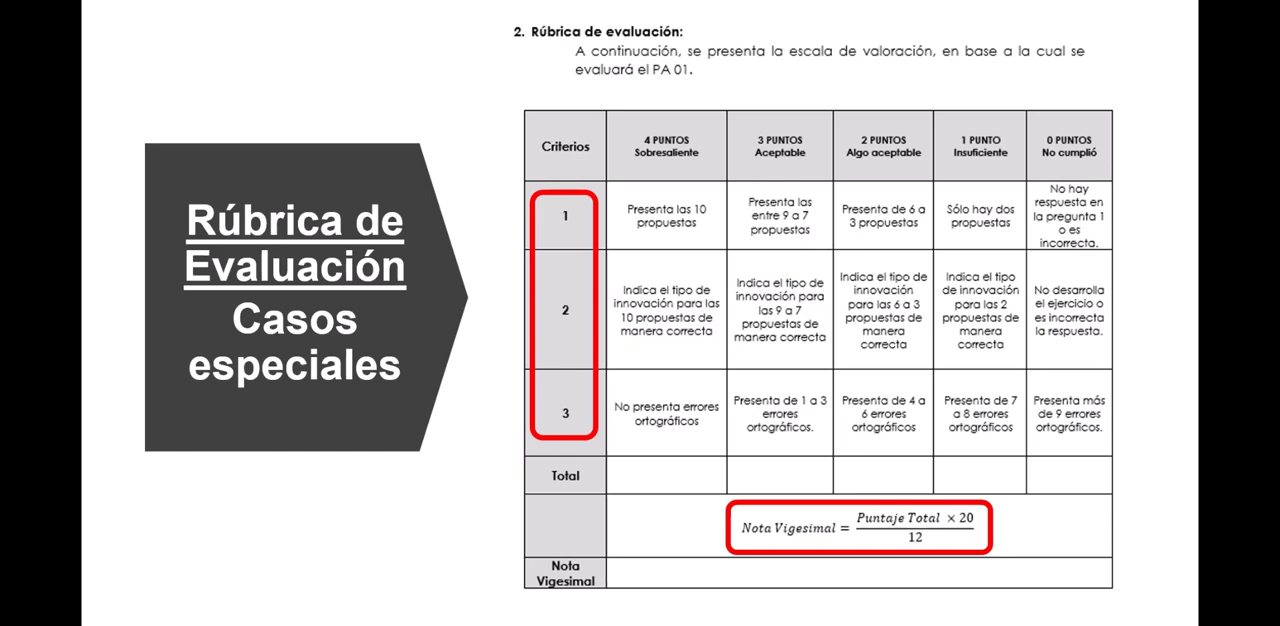 Rúbrica de
Evaluación
Casos
especiales
2. Rúbrica de evaluación:
A continuación, se presenta la escala de valoración, en base a la cual se
evaluará el PA 01.
Criterios
4 PUNTOS
Sobresaliente
3 PUNTOS
Aceptable
2 PUNTOS
Algo aceptable
1 PUNTO
Insuficiente
0 PUNTOS
No cumplió
1
Presenta las 10
propuestas
Presenta las
entre 9 a 7
propuestas
Presenta de 6 a
3 propuestas
Sólo hay dos
propuestas
No hay
respuesta en
la pregunta 1
o es
incorrecta.
2
Indica el tipo de
innovación para las
10 propuestas de
manera correcta
Indica el tipo de
innovación para
las 9 a 7
propuestas de
manera correcta
Indica el tipo de
innovación
para las 6 a 3
propuestas de
manera
correcta
Indica el tipo
de innovación
para las 2
propuestas de
manera
correcta
No desarrolla
el ejercicio o
es incorrecta
la respuesta.
3
No presenta errores
ortográficos
Presenta de 1 a 3
errores
ortográficos.
Presenta de 4 a
6 errores
ortográficos
Presenta de 7
a 8 errores
ortográficos
Presenta más
de 9 errores
ortográficos.
Total
Nota Vigesimal = Puntaje Total × 20
12
Nota
Vigesimal